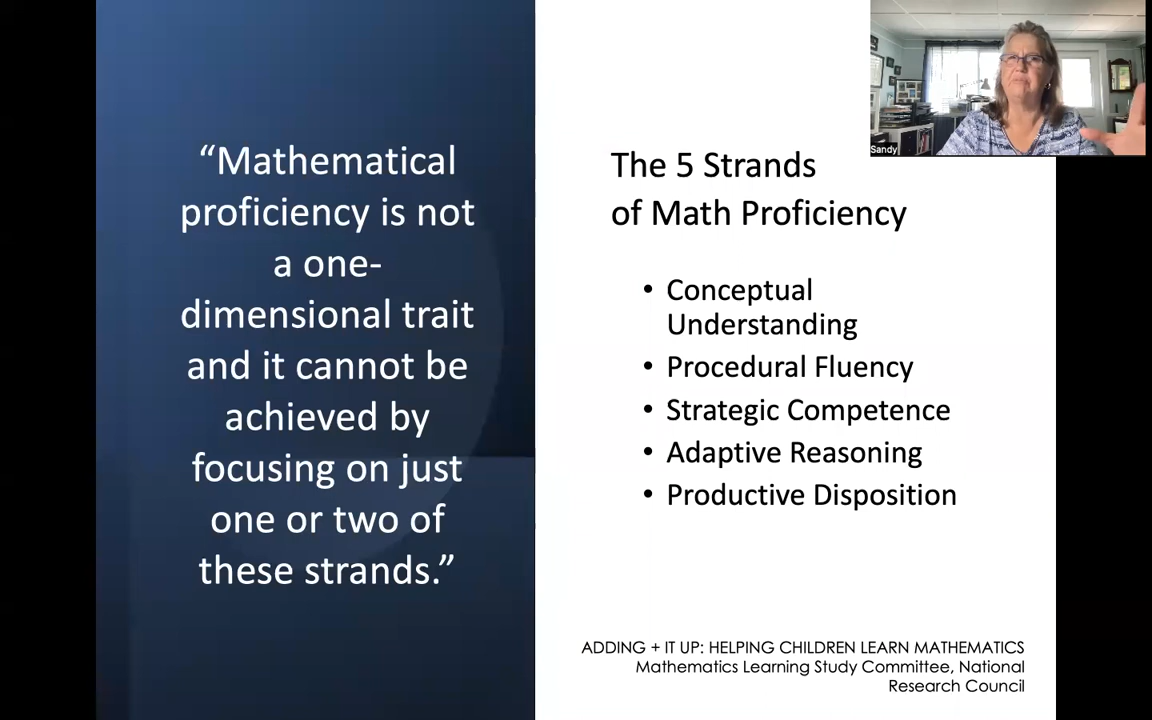 “Mathematical
proficiency is not
a one-
dimensional trait
and it cannot be
achieved by
focusing on just
one or two of
these strands.”
The 5 Strands
of Math Proficiency
• Conceptual
Understanding
• Procedural Fluency
• Strategic Competence
• Adaptive Reasoning
• Productive Disposition
ADDING + IT UP: HELPING CHILDREN LEARN MATHEMATICS
Mathematics Learning Study Committee, National
Research Council
Sandy